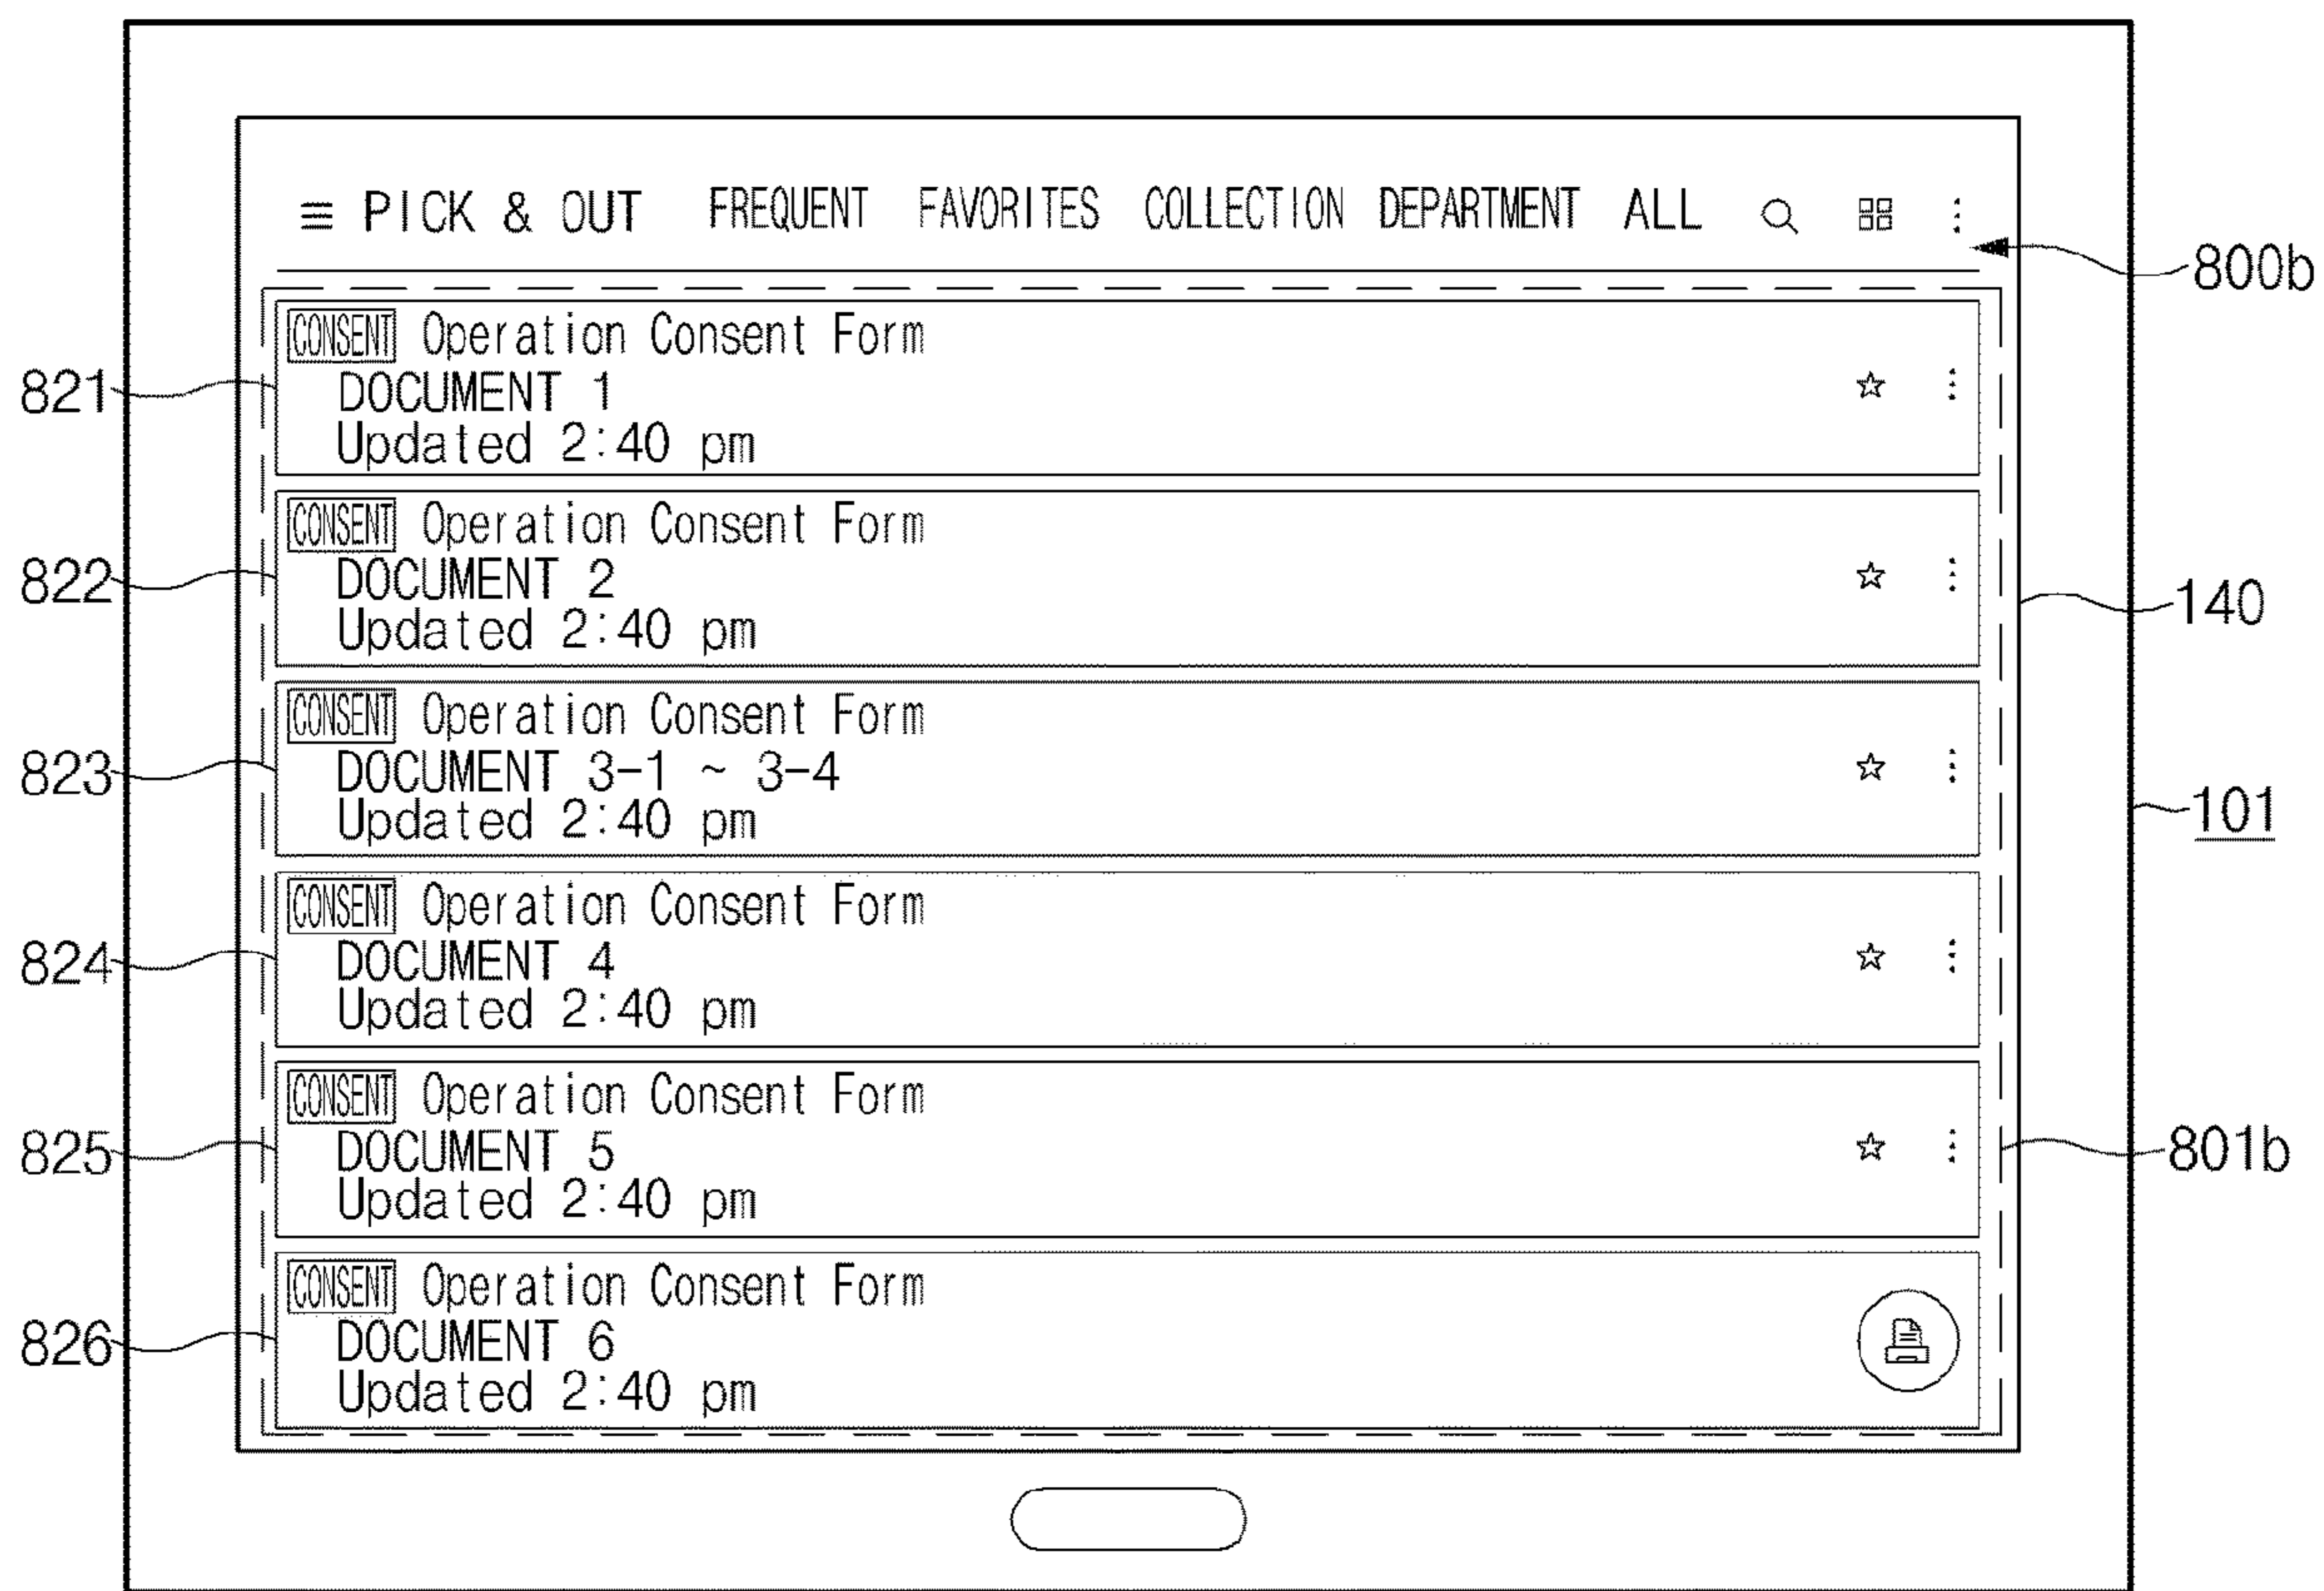 PICK & OUT FREQUENT FAVORITES COLLECTION DEPARTMENT ALL
800b
CONSENT Operation Consent Form
821
DOCUMENT 1
Updated 2:40 pm
CONSENT Operation Consent Form
822
DOCUMENT 2
140
Updated 2:40 pm
CONSENT Operation Consent Form
823
DOCUMENT 3-1 ~ 3-4
101
Updated 2:40 pm
CONSENT Operation Consent Form
824
DOCUMENT 4
Updated 2:40 pm
CONSENT Operation Consent Form
825
DOCUMENT 5
801b
Updated 2:40 pm
CONSENT Operation Consent Form
826
DOCUMENT 6
Updated 2:40 pm